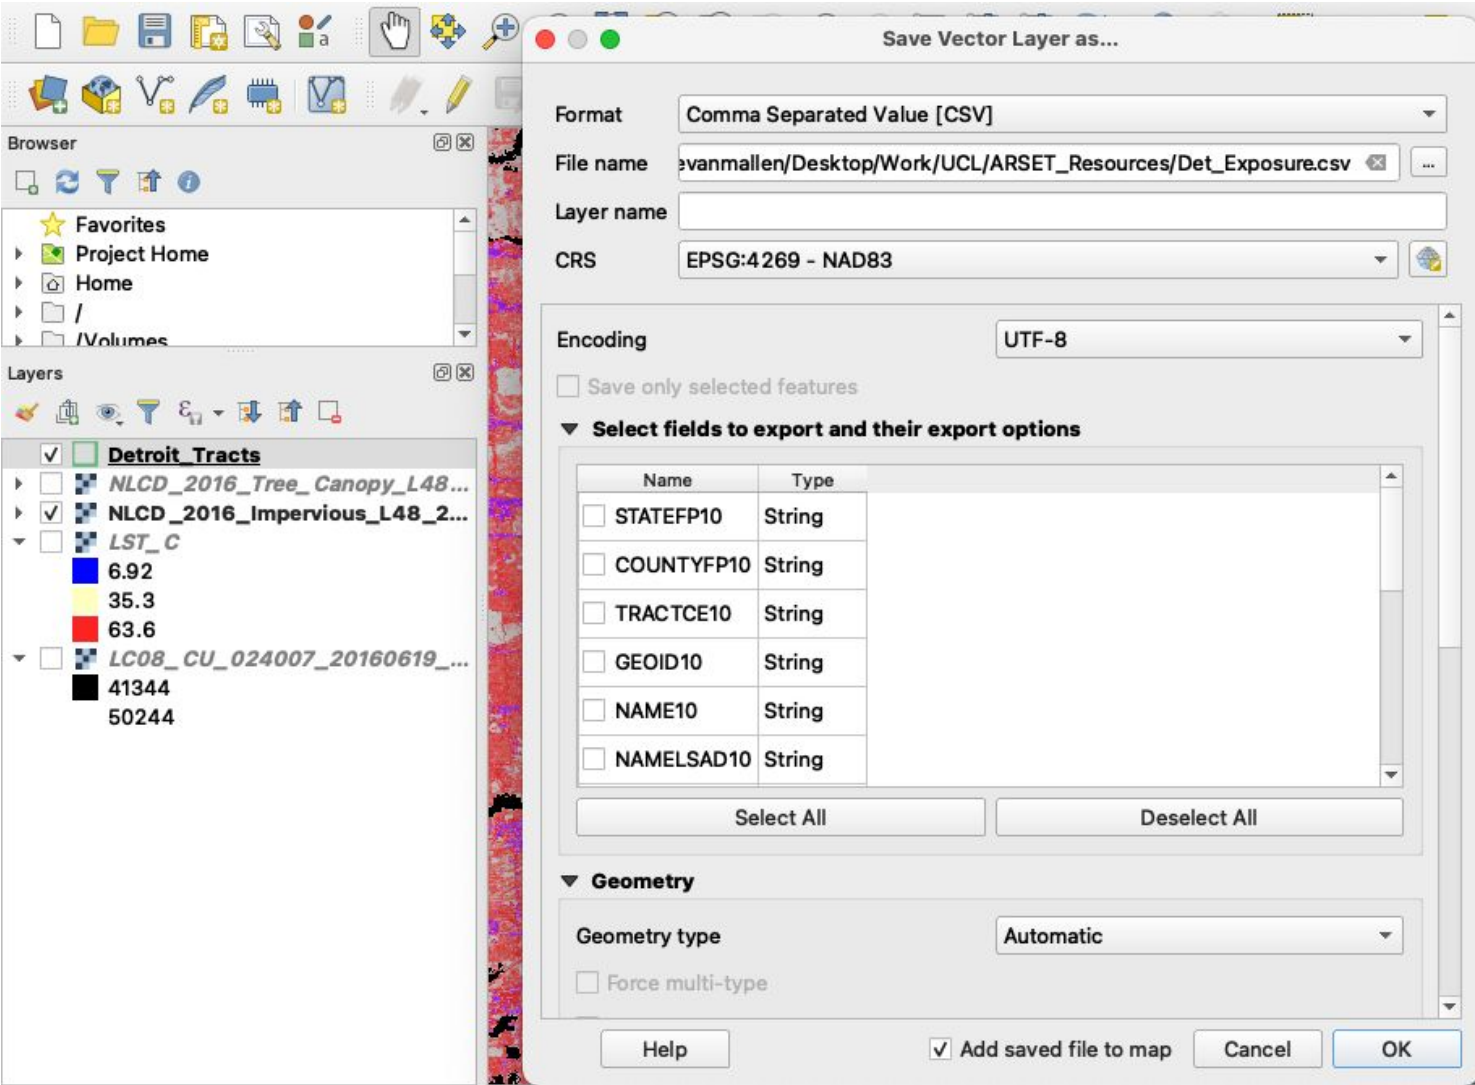 Save Vector Layer as...
Format
Comma Separated Value [CSV]
File name
evanmallen/Desktop/Work/UCL/ARSET_Resources/Det_Exposure.csv
...
Layer name
CRS
EPSG:4269 - NAD83
Browser
Favorites
Project Home
Home
/
/Volumes
Layers
Detroit_Tracts
NLCD_2016_Tree_Canopy_L48...
NLCD_2016_Impervious_L48_2...
LST_C
6.92
35.3
63.6
LC08_CU_024007_20160619_...
41344
50244
Encoding
UTF-8
Save only selected features
Select fields to export and their export options
Name Type
STATEFP10 String
COUNTYFP10 String
TRACTCE10 String
GEOID10 String
NAME10 String
NAMELSAD10 String
Select All
Deselect All
Geometry
Geometry type
Automatic
Force multi-type
Help
Add saved file to map
Cancel
OK